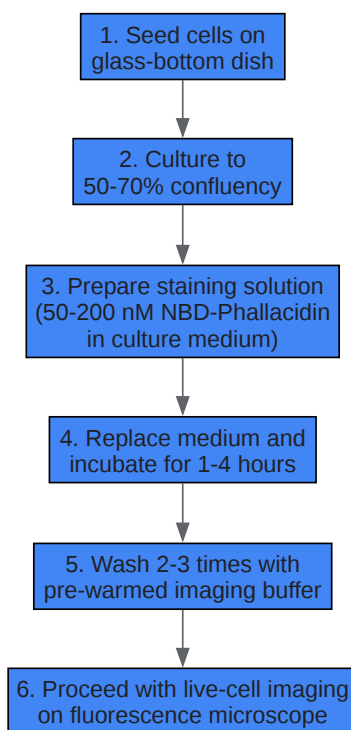 1. Seed cells on
glass-bottom dish
2. Culture to
50-70% confluency
3. Prepare staining solution
(50-200 nM NBD-Phallacidin
in culture medium)
4. Replace medium and
incubate for 1-4 hours
5. Wash 2-3 times with
pre-warmed imaging buffer
6. Proceed with live-cell imaging
on fluorescence microscope